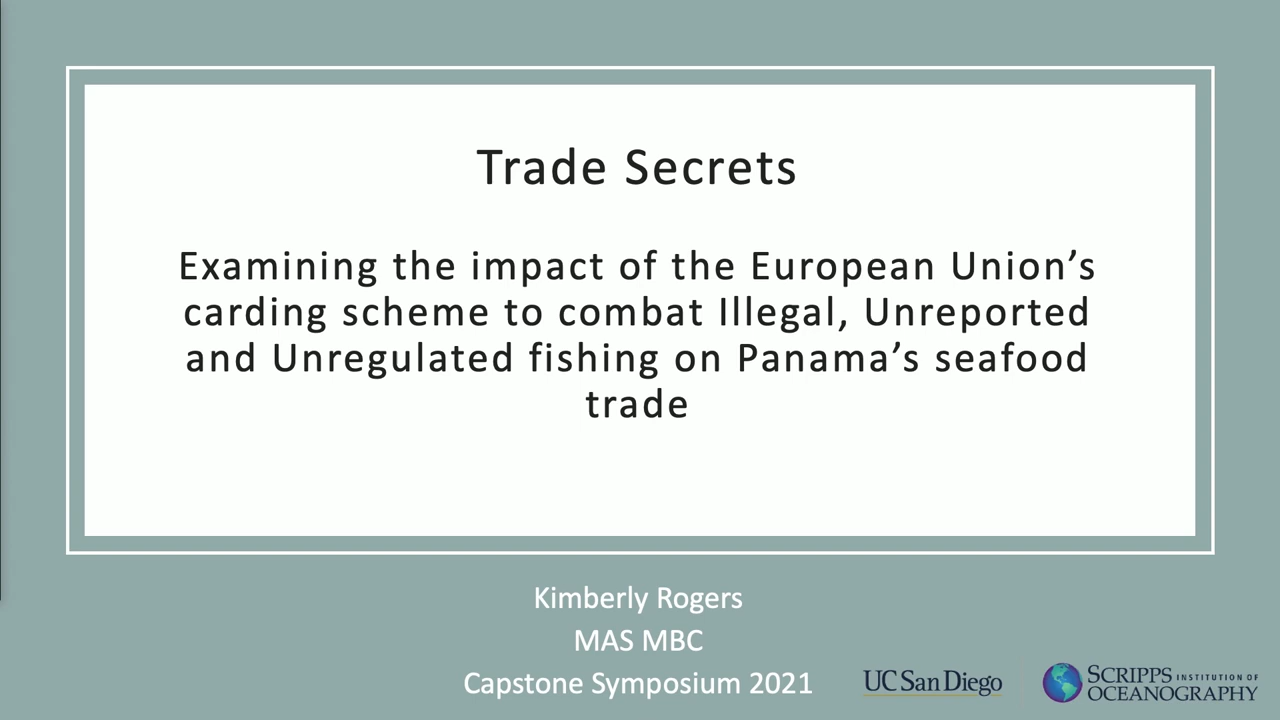 Trade Secrets
Examining the impact of the European Union’s
carding scheme to combat Illegal, Unreported
and Unregulated fishing on Panama’s seafood
trade
Kimberly Rogers
MAS MBC
Capstone Symposium 2021
UC San Diego
SCRIPPS INSTITUTION OF
OCEANOGRAPHY